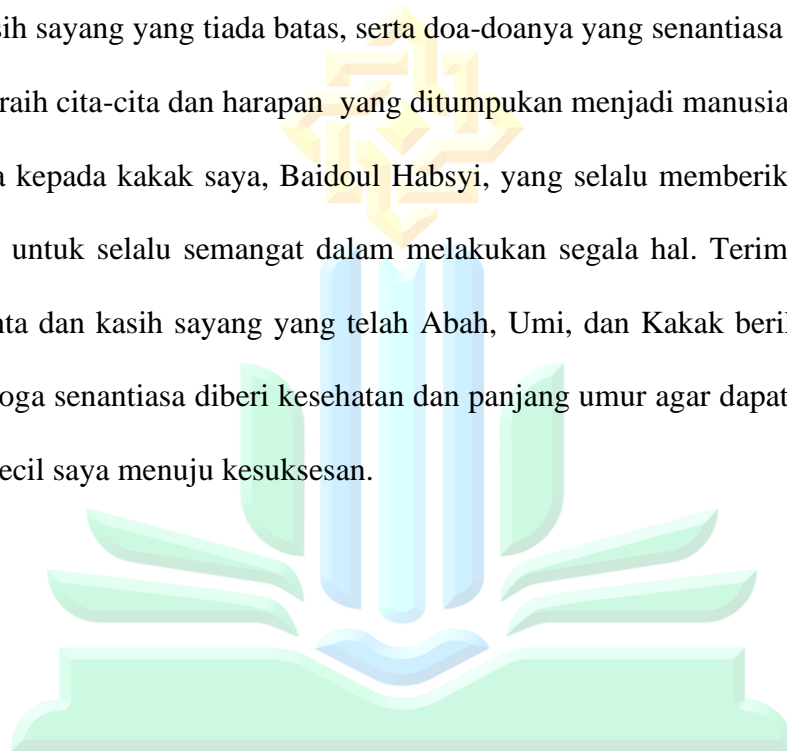 sih sayang yang tiada batas, serta doa-doanya yang senantiasa
raih cita-cita dan harapan yang ditumpukan menjadi manusia
a kepada kakak saya, Baidoul Habsyi, yang selalu memberik
untuk selalu semangat dalam melakukan segala hal. Terim
nta dan kasih sayang yang telah Abah, Umi, dan Kakak beri
oga senantiasa diberi kesehatan dan panjang umur agar dapat
ecil saya menuju kesuksesan.